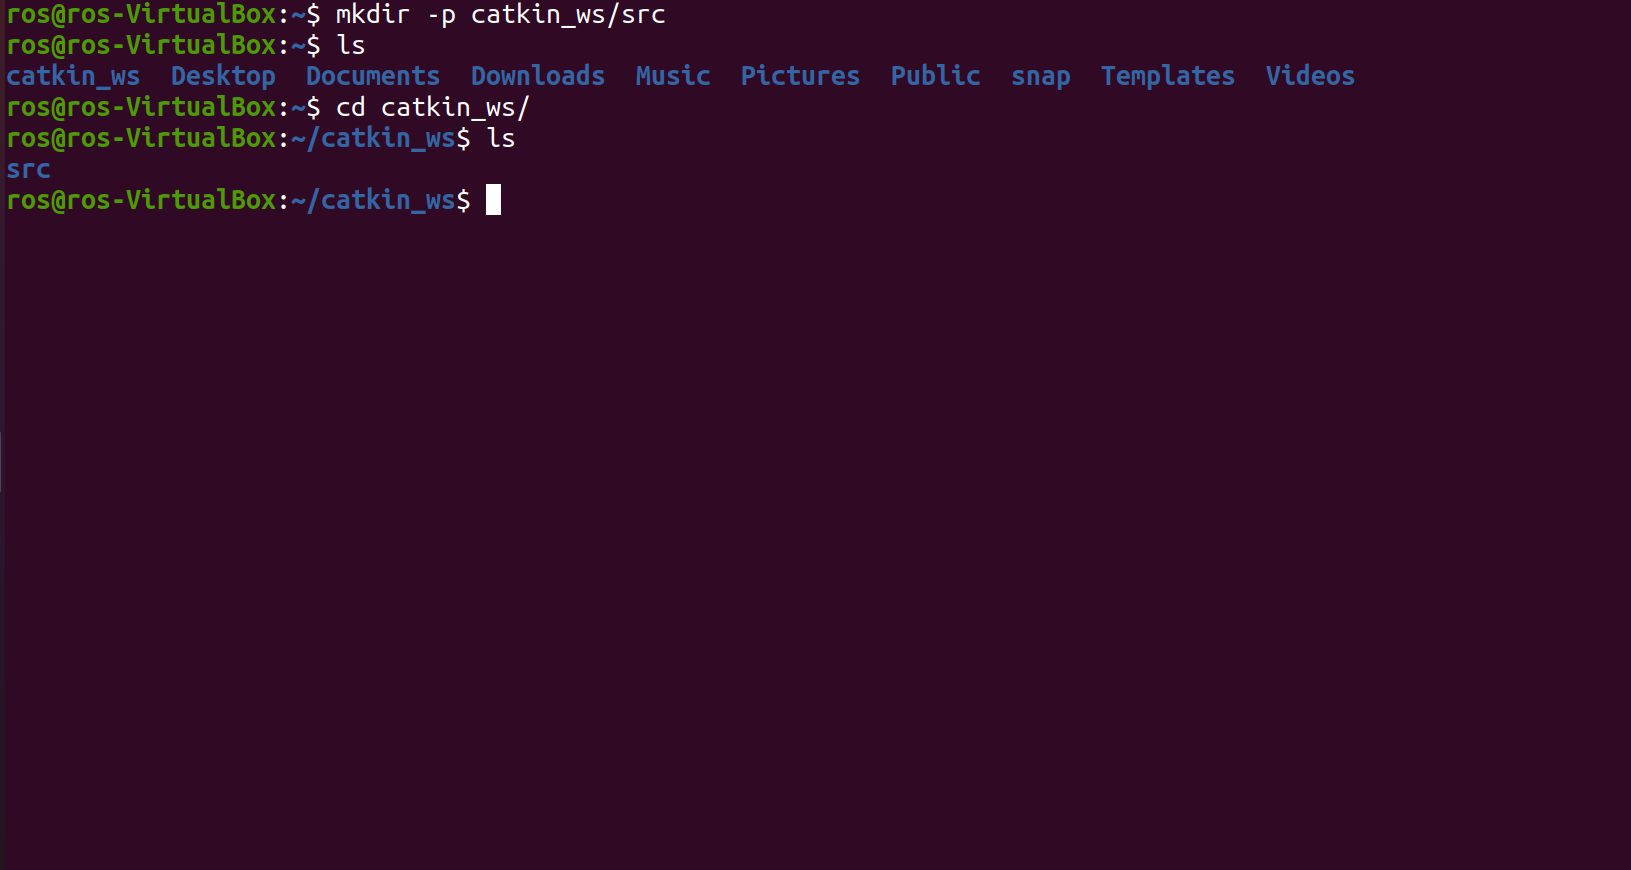 ros@ros-VirtualBox:~$ mkdir -p catkin_ws/src
ros@ros-VirtualBox:~$ ls
catkin_ws  Desktop  Documents  Downloads  Music  Pictures  Public  snap  Templates  Videos
ros@ros-VirtualBox:~$ cd catkin_ws/
ros@ros-VirtualBox:~/catkin_ws$ ls
src
ros@ros-VirtualBox:~/catkin_ws$